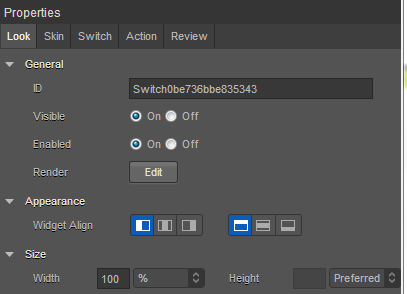 Properties
Look Skin Switch Action Review
General
ID Switch0be736bbe835343
Visible On Off
Enabled On Off
Render Edit
Appearance
Widget Align
Size
Width 100 % Height Preferred